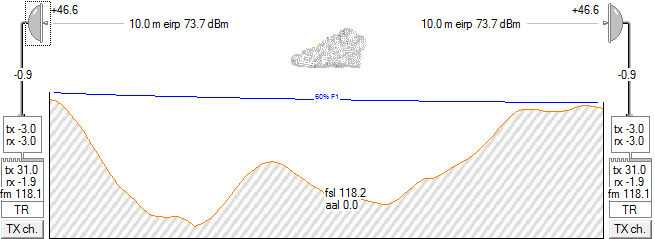 +46.6
10.0 m eirp 73.7 dBm
10.0 m eirp 73.7 dBm
+46.6
-0.9
-0.9
60% F1
tx -3.0
rx -3.0
tx -3.0
rx -3.0
tx 31.0
rx -1.9
fm 118.1
fsl 118.2
aal 0.0
tx 31.0
rx -1.9
fm 118.1
TR
TR
TX ch.
TX ch.